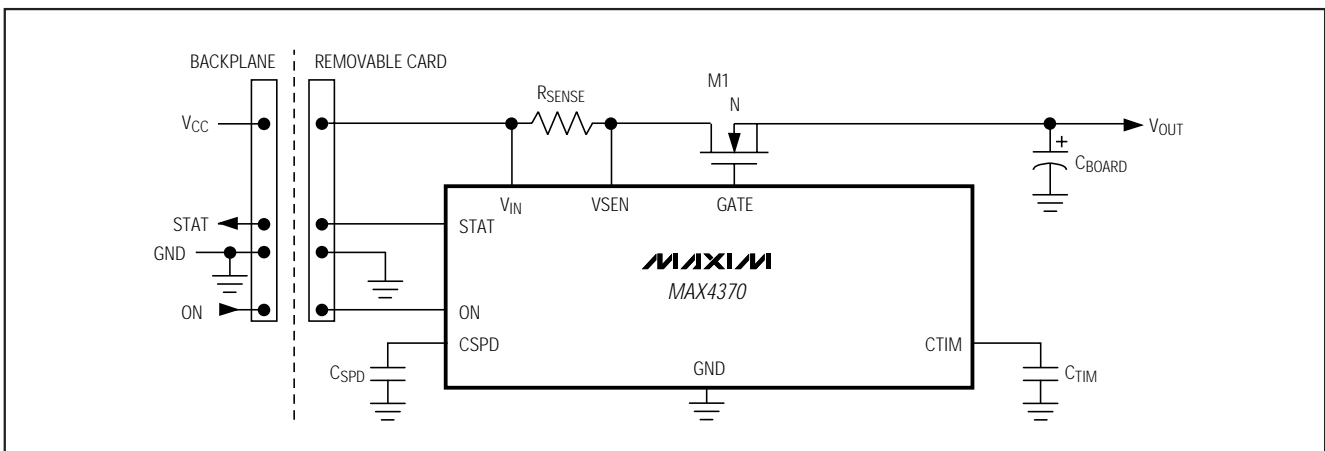 BACKPLANE
REMOVABLE CARD
M1
N
RSENSE
VCC
VOUT
+
CBOARD
VIN
VSEN
GATE
STAT
STAT
GND
MAXIM
MAX4370
ON
ON
CSPD
CTIM
CSPD
GND
CTIM